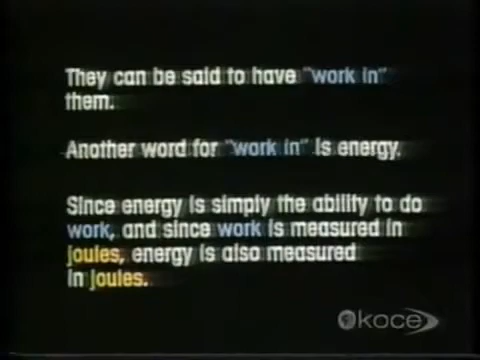 They can be said to have "work in"
them.
Another word for "work in" is energy.
Since energy is simply the ability to do
work, and since work is measured in
joules, energy is also measured
in joules.
koce